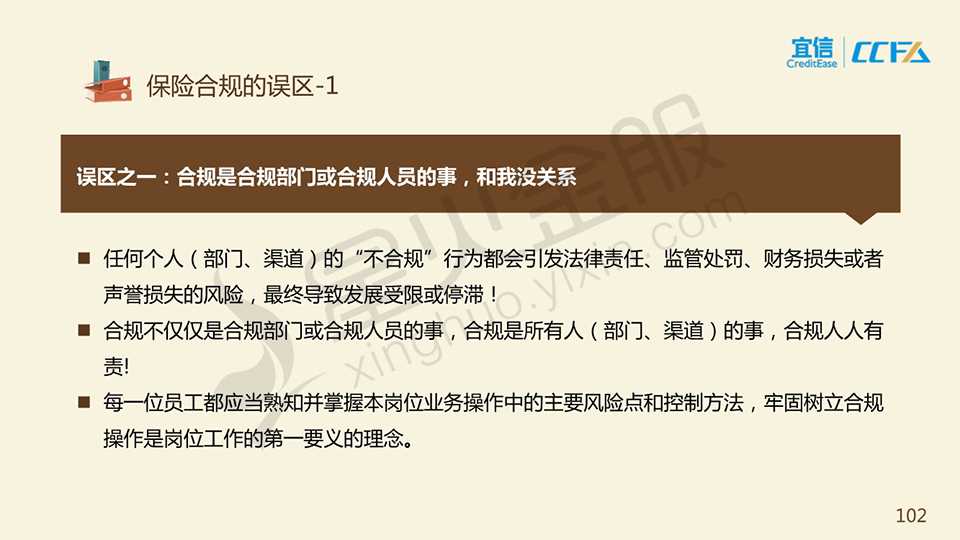 宜信
CreditEase
CCFA
保险合规的误区-1
误区之一：合规是合规部门或合规人员的事，和我没关系
任何个人（部门、渠道）的“不合规”行为都会引发法律责任、监管处罚、财务损失或者
声誉损失的风险，最终导致发展受限或停滞！
合规不仅仅是合规部门或合规人员的事，合规是所有人（部门、渠道）的事，合规人人有
责!
每一位员工都应当熟知并掌握本岗位业务操作中的主要风险点和控制方法，牢固树立合规
操作是岗位工作的第一要义的理念。
星火金服
xinghuo.yixin.com
102